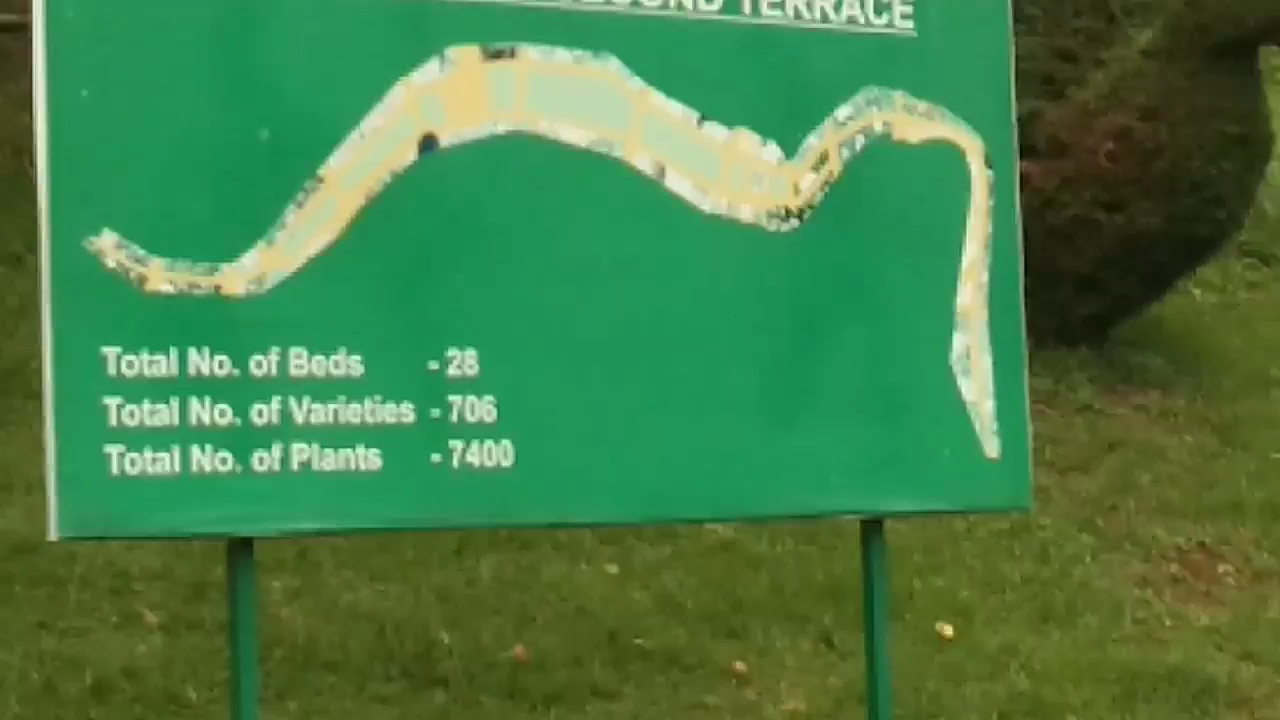 TERRACE
Total No. of Beds - 28
Total No. of Varieties - 706
Total No. of Plants - 7400